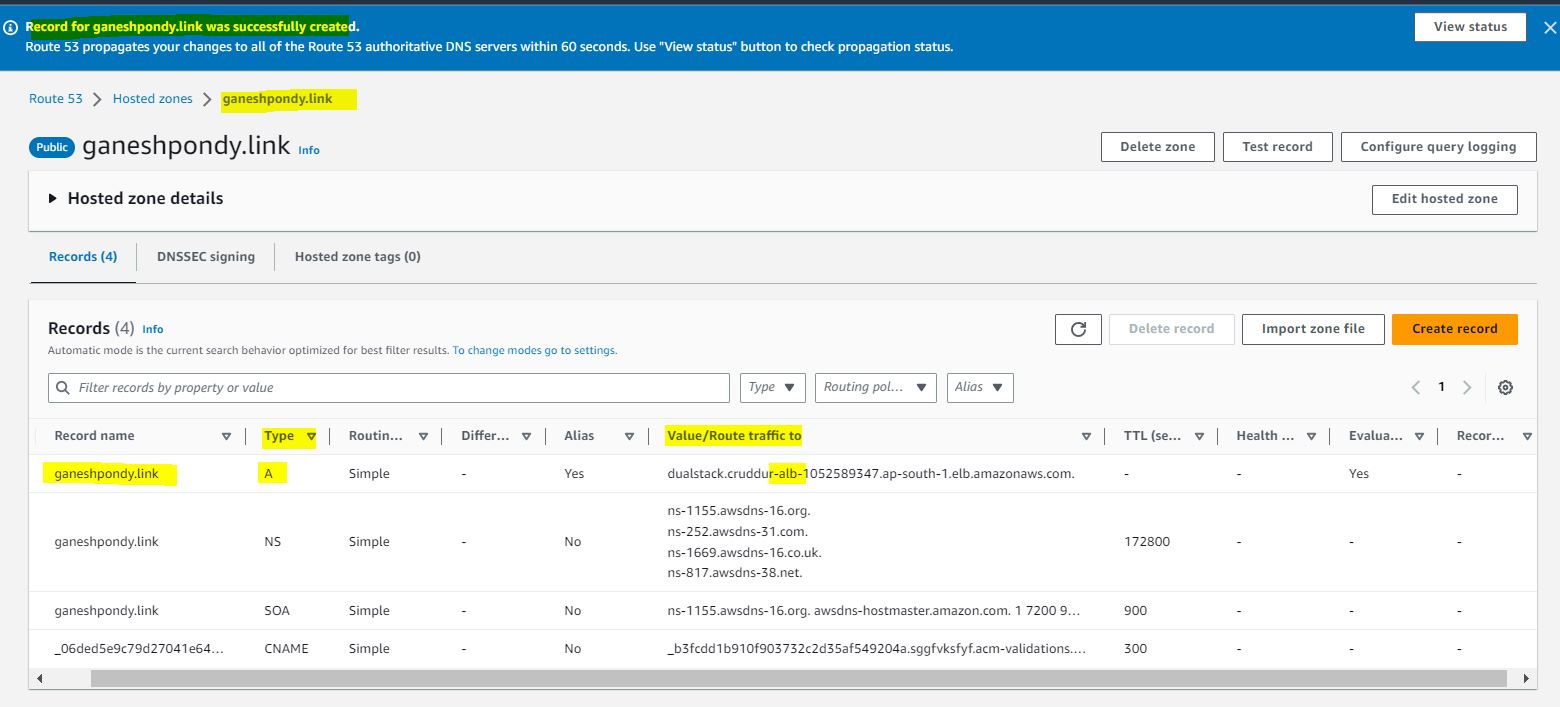 Record for ganeshpondy.link was successfully created.
View status
Route 53 propagates your changes to all of the Route 53 authoritative DNS servers within 60 seconds. Use "View status" button to check propagation status.
Route 53 Hosted zones ganeshpondy.link
Public ganeshpondy.link Info
Delete zone Test record Configure query logging
Hosted zone details
Edit hosted zone
Records (4) DNSSEC signing Hosted zone tags (0)
Records (4) Info
Delete record Import zone file Create record
Automatic mode is the current search behavior optimized for best filter results. To change modes go to settings.
Filter records by property or value Type Routing pol... Alias 1
Record name Type Routin... Differ... Alias Value/Route traffic to TTL (se... Health ... Evalua... Recor...
ganeshpondy.link A Simple - Yes dualstack.cruddur-alb-1052589347.ap-south-1.elb.amazonaws.com. - - Yes -
ns-1155.awsdns-16.org.
ns-252.awsdns-31.com.
ganeshpondy.link NS Simple - No 172800 - - -
ns-1669.awsdns-16.co.uk.
ns-817.awsdns-38.net.
ganeshpondy.link SOA Simple - No ns-1155.awsdns-16.org. awsdns-hostmaster.amazon.com. 1 7200 9... 900 - - -
_06ded5e9c79d27041e64... CNAME Simple - No _b3fcdd1b910f903732c2d35af549204a.sggfvksfyf.acm-validations.... 300 - - -